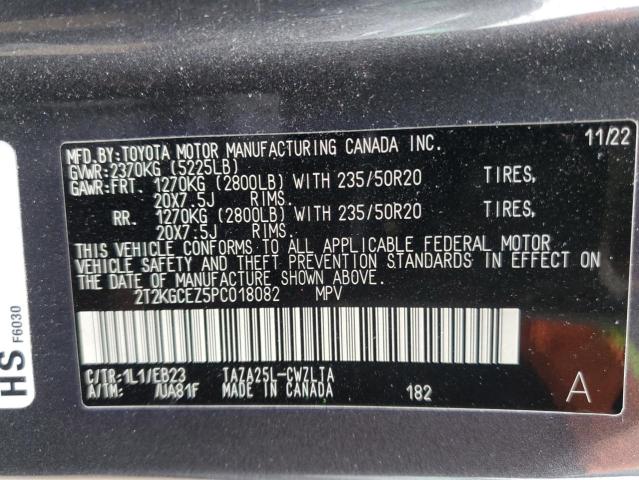 MFD.BY:TOYOTA MOTOR MANUFACTURING CANADA INC. 11/22
GVWR:2370KG (5225LB)
GAWR:FRT. 1270KG (2800LB) WITH 235/50R20 TIRES,
20X7.5J RIMS.
RR. 1270KG (2800LB) WITH 235/50R20 TIRES,
20X7.5J RIMS.
THIS VEHICLE CONFORMS TO ALL APPLICABLE FEDERAL MOTOR
VEHICLE SAFETY AND THEFT PREVENTION STANDARDS IN EFFECT ON
THE DATE OF MANUFACTURE SHOWN ABOVE.
2T2KGCEZ5PC018082 MPV
C/TR:1L1/EB23 TAZA25L-CWZLTA
A/TM: /UA81F MADE IN CANADA 182 A
HS F6030